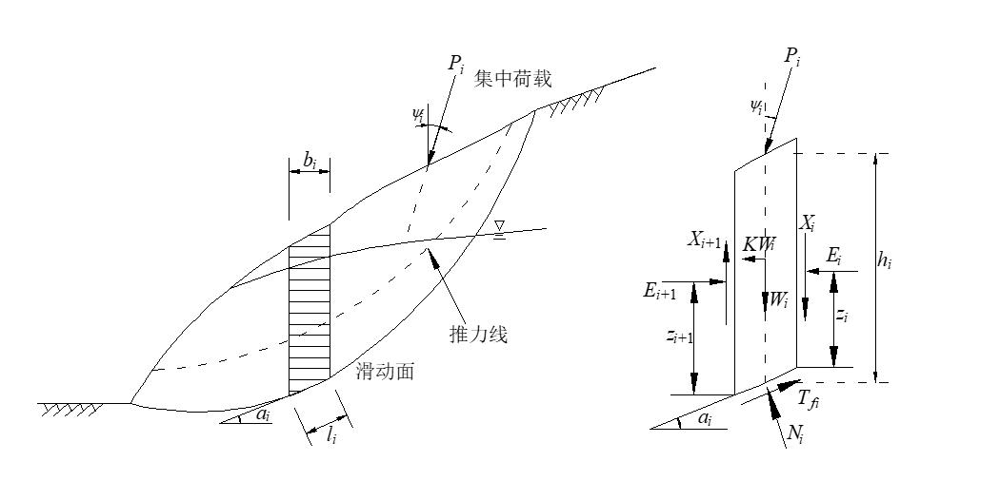 P_i
集中荷载
ψ_i
b_i
推力线
滑动面
a_i
l_i
P_i
ψ_i
X_{i+1}
KW_i
X_i
E_i
h_i
E_{i+1}
W_i
z_i
z_{i+1}
T_{fi}
a_i
N_i